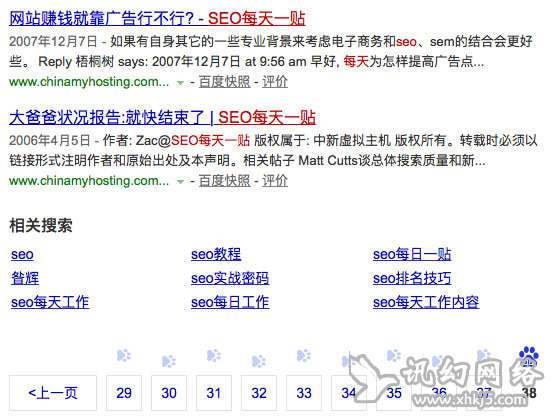 网站赚钱就靠广告行不行? - SEO每天一贴
2007年12月7日 - 如果有自身其它的一些专业背景来考虑电子商务和seo、sem的结合会更好
些。 Reply 梧桐树 says: 2007年12月7日 at 9:56 am 早好, 每天为怎样提高广告点...
www.chinamyhosting.com... - 百度快照 - 评价
大爸爸状况报告:就快结束了 | SEO每天一贴
2006年4月5日 - 作者: Zac@SEO每天一贴 版权属于: 中新虚拟主机 版权所有。转载时必须以
链接形式注明作者和原始出处及本声明。相关帖子 Matt Cutts谈总体搜索质量和新...
www.chinamyhosting.com... - 百度快照 - 评价
相关搜索
seo seo教程 seo每日一贴
昝辉 seo实战密码 seo排名技巧
seo每天工作 seo每日工作 seo每天工作内容
<上一页 29 30 31 32 33 34 35 36 37 38
讯幻网络
www.xhkj5.com